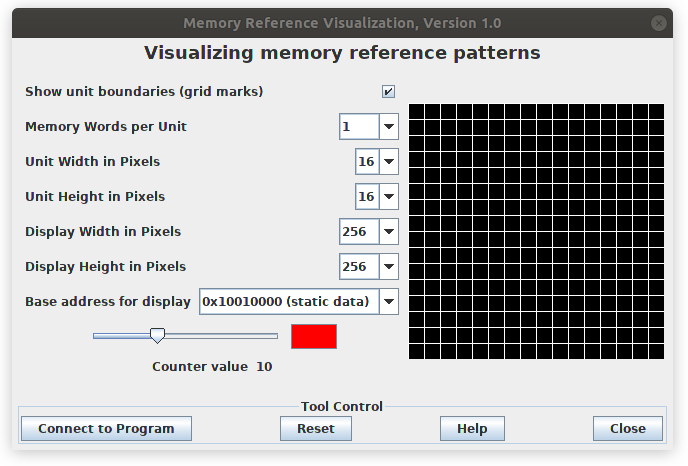 Memory Reference Visualization, Version 1.0
Visualizing memory reference patterns
Show unit boundaries (grid marks)
Memory Words per Unit 1
Unit Width in Pixels 16
Unit Height in Pixels 16
Display Width in Pixels 256
Display Height in Pixels 256
Base address for display 0x10010000 (static data)
Counter value 10
Tool Control
Connect to Program Reset Help Close